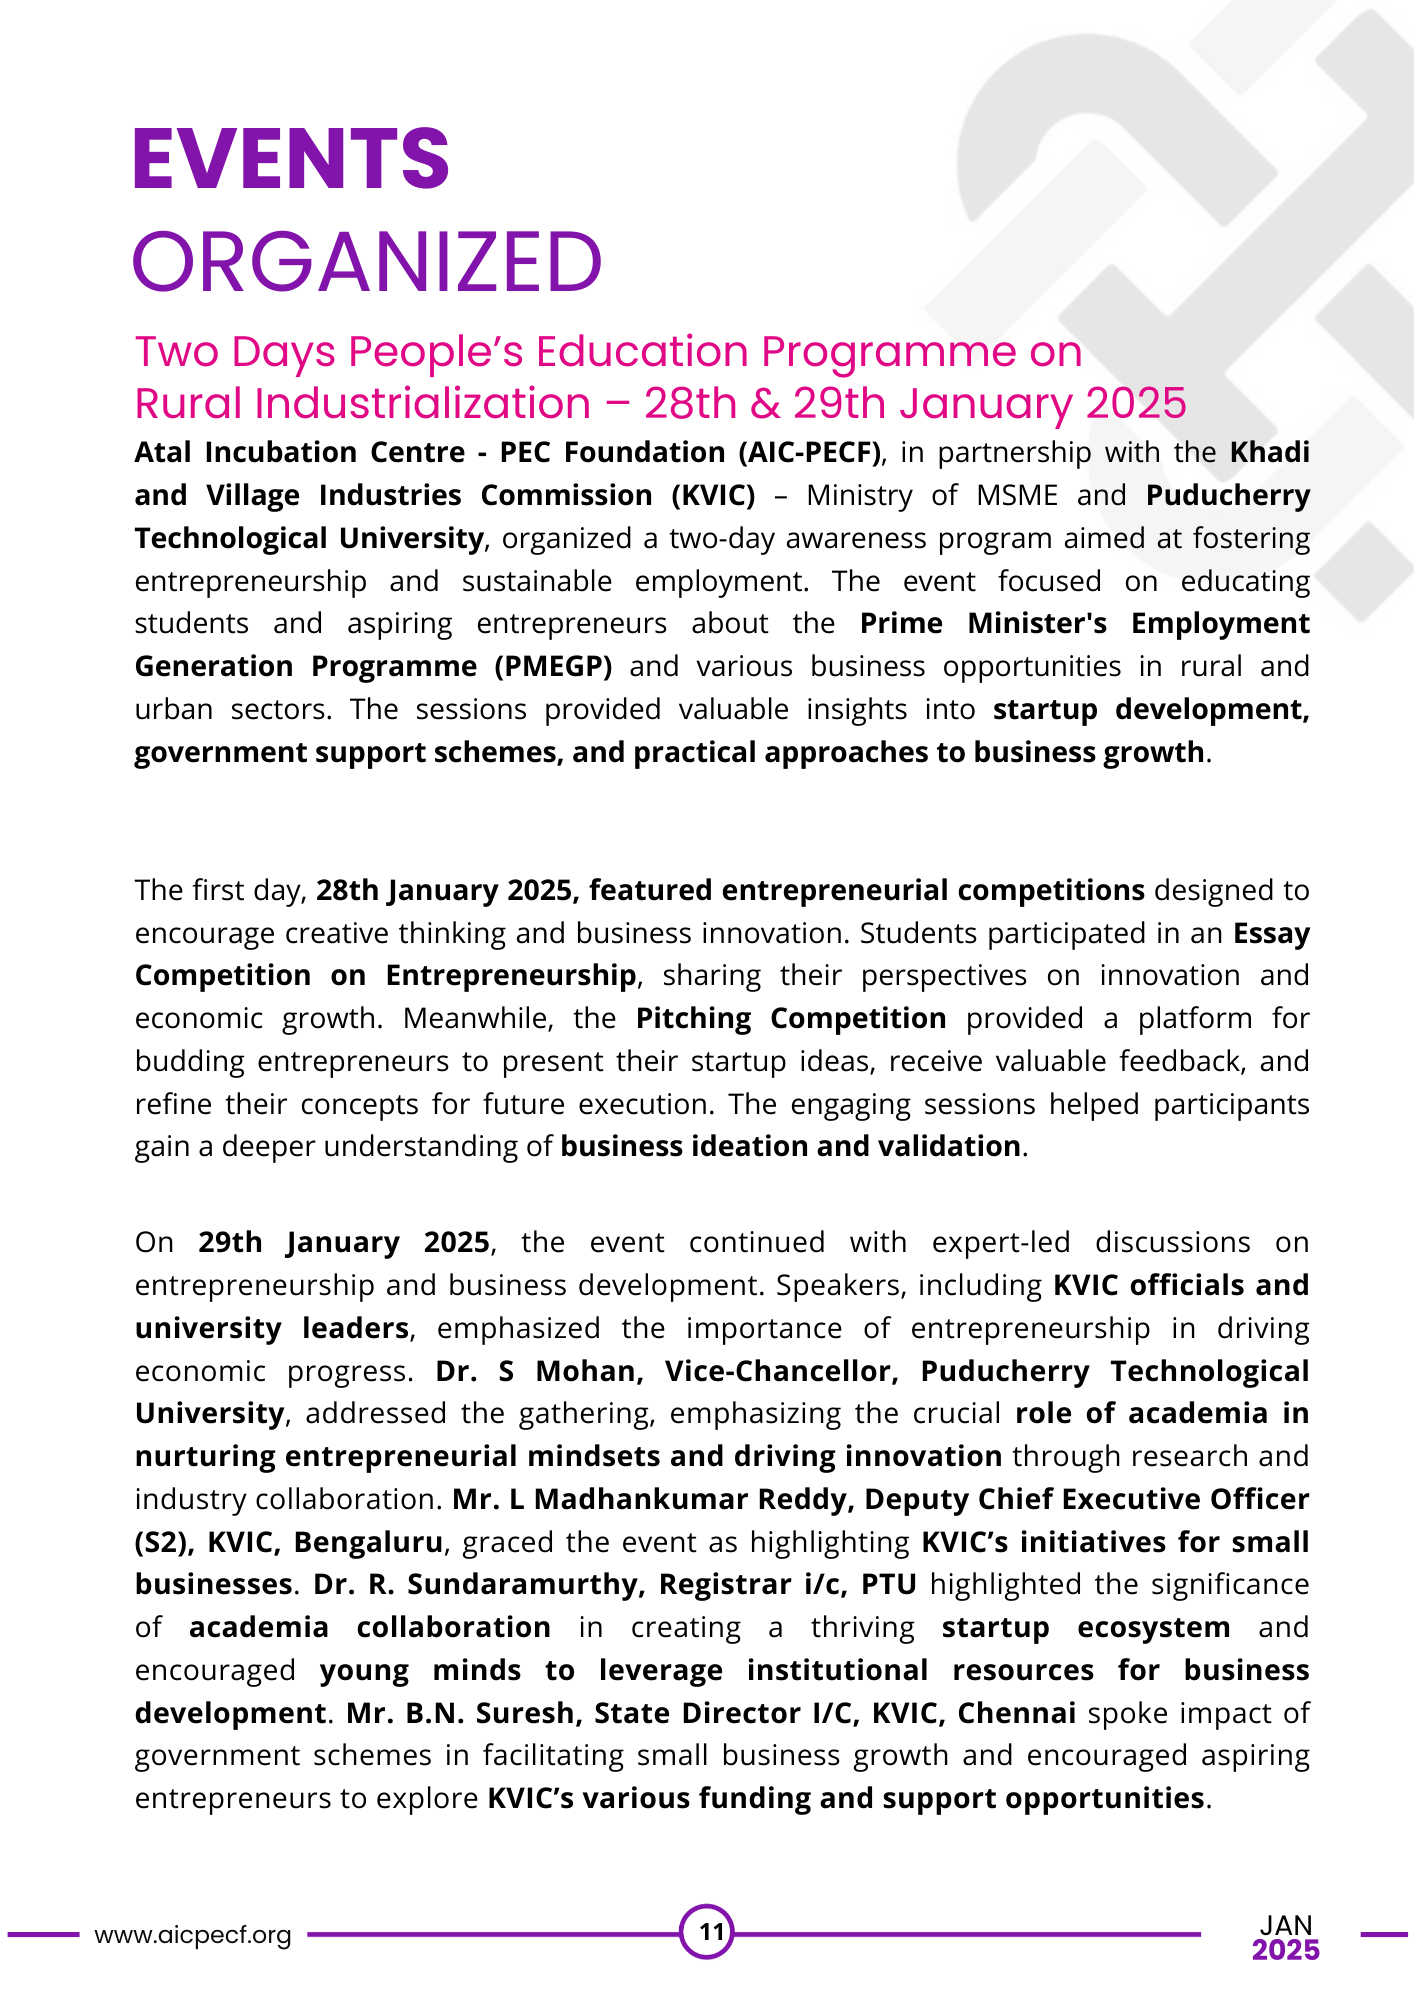 EVENTS
ORGANIZED
Two Days People’s Education Programme on
Rural Industrialization – 28th & 29th January 2025
Atal Incubation Centre - PEC Foundation (AIC-PECF), in partnership with the Khadi
and Village Industries Commission (KVIC) – Ministry of MSME and Puducherry
Technological University, organized a two-day awareness program aimed at fostering
entrepreneurship and sustainable employment. The event focused on educating
students and aspiring entrepreneurs about the Prime Minister's Employment
Generation Programme (PMEGP) and various business opportunities in rural and
urban sectors. The sessions provided valuable insights into startup development,
government support schemes, and practical approaches to business growth.
The first day, 28th January 2025, featured entrepreneurial competitions designed to
encourage creative thinking and business innovation. Students participated in an Essay
Competition on Entrepreneurship, sharing their perspectives on innovation and
economic growth. Meanwhile, the Pitching Competition provided a platform for
budding entrepreneurs to present their startup ideas, receive valuable feedback, and
refine their concepts for future execution. The engaging sessions helped participants
gain a deeper understanding of business ideation and validation.
On 29th January 2025, the event continued with expert-led discussions on
entrepreneurship and business development. Speakers, including KVIC officials and
university leaders, emphasized the importance of entrepreneurship in driving
economic progress. Dr. S Mohan, Vice-Chancellor, Puducherry Technological
University, addressed the gathering, emphasizing the crucial role of academia in
nurturing entrepreneurial mindsets and driving innovation through research and
industry collaboration. Mr. L Madhankumar Reddy, Deputy Chief Executive Officer
(S2), KVIC, Bengaluru, graced the event as highlighting KVIC’s initiatives for small
businesses. Dr. R. Sundaramurthy, Registrar i/c, PTU highlighted the significance
of academia collaboration in creating a thriving startup ecosystem and
encouraged young minds to leverage institutional resources for business
development. Mr. B.N. Suresh, State Director I/C, KVIC, Chennai spoke impact of
government schemes in facilitating small business growth and encouraged aspiring
entrepreneurs to explore KVIC’s various funding and support opportunities.
www.aicpecf.org
11
JAN
2025